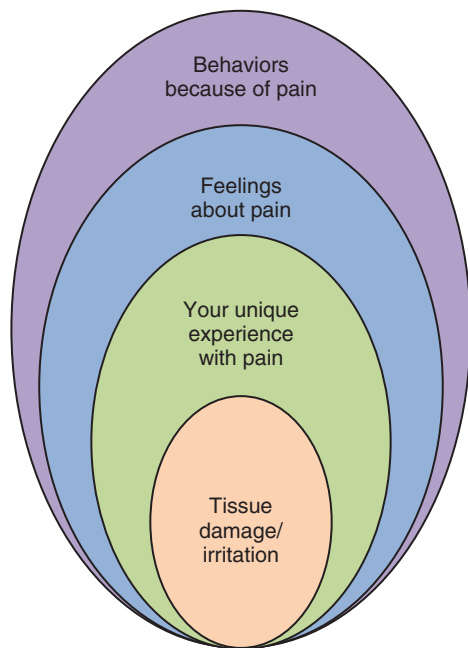 Behaviors
because of pain
Feelings
about pain
Your unique
experience
with pain
Tissue
damage/
irritation